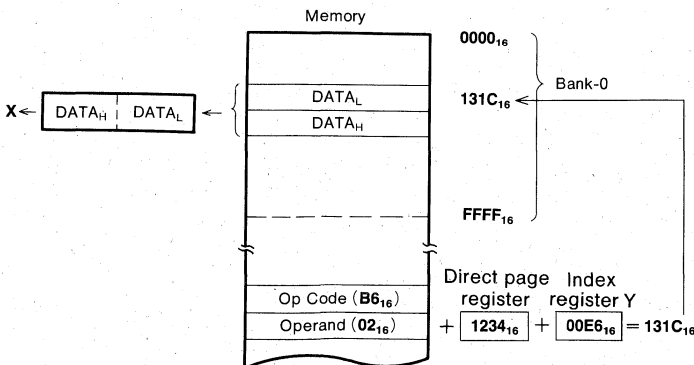 Memory
0000₁₆
Bank-0
X ← DATA_H DATA_L ←
DATA_L
131C₁₆
DATA_H
FFFF₁₆
Direct page register
Index register Y
Op Code (B6₁₆)
Operand (02₁₆) + 1234₁₆ + 00E6₁₆ = 131C₁₆